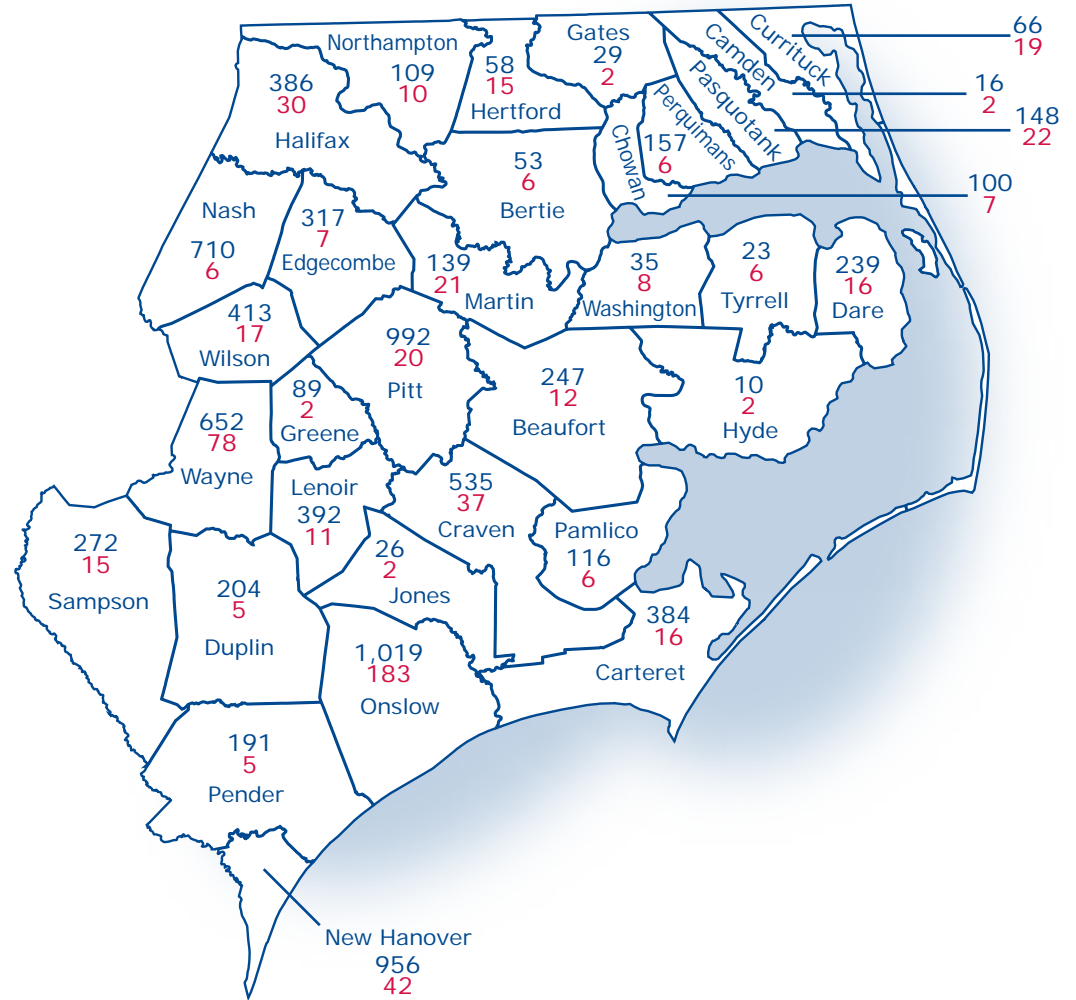 Northampton
109
10
386
30
Halifax
58
15
Hertford
Gates
29
2
Camden
Currituck
66
19
16
2
Pasquotank
148
22
Perquimans
157
6
Chowan
100
7
53
6
Bertie
Nash
710
6
317
7
Edgecombe
139
21
Martin
35
8
Washington
23
6
Tyrrell
239
16
Dare
413
17
Wilson
992
20
Pitt
89
2
Greene
247
12
Beaufort
10
2
Hyde
652
78
Wayne
Lenoir
392
11
535
37
Craven
Pamlico
116
6
272
15
Sampson
26
2
Jones
204
5
Duplin
384
16
Carteret
1,019
183
Onslow
191
5
Pender
New Hanover
956
42